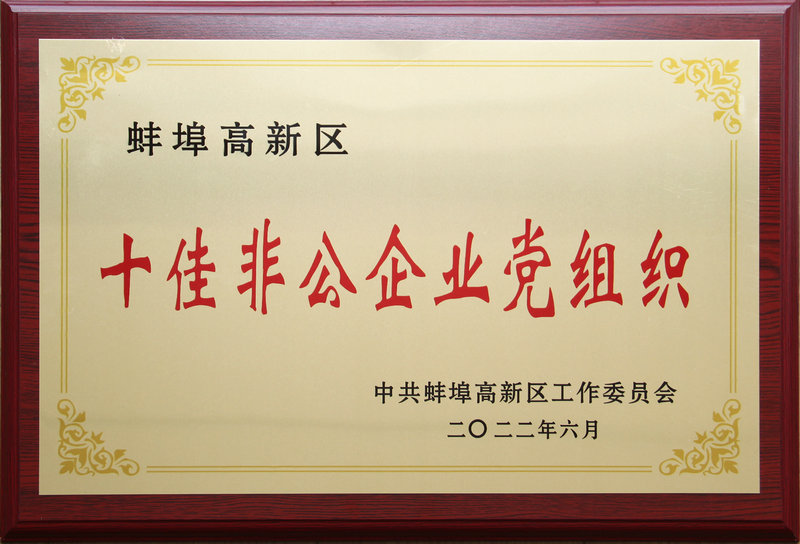 蚌埠高新区
十佳非公企业党组织
中共蚌埠高新区工作委员会
二〇二二年六月